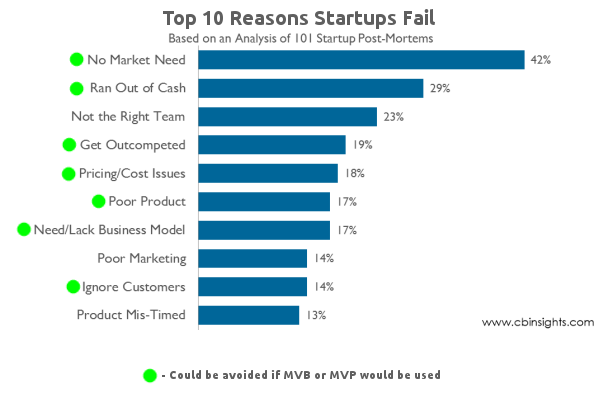 Top 10 Reasons Startups Fail
Based on an Analysis of 101 Startup Post-Mortems
No Market Need 42%
Ran Out of Cash 29%
Not the Right Team 23%
Get Outcompeted 19%
Pricing/Cost Issues 18%
Poor Product 17%
Need/Lack Business Model 17%
Poor Marketing 14%
Ignore Customers 14%
Product Mis-Timed 13%
www.cbinsights.com
- Could be avoided if MVB or MVP would be used